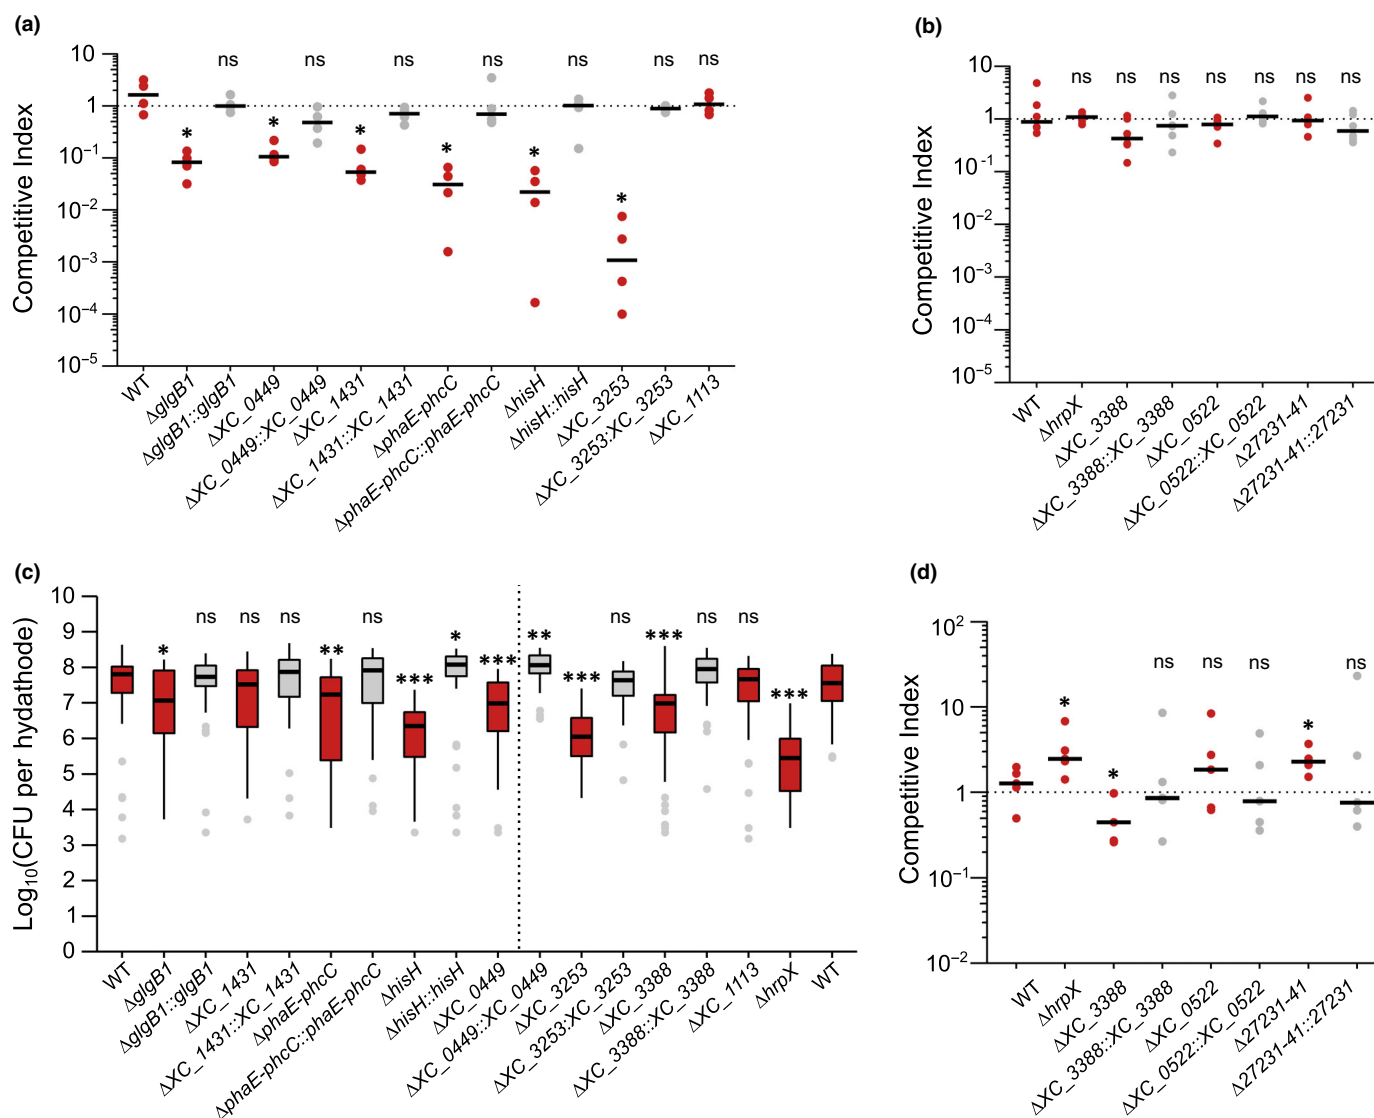 (a)
10
1
10⁻¹
10⁻²
10⁻³
10⁻⁴
10⁻⁵
Competitive Index
* ns * ns * ns * ns * ns * ns ns
WT
ΔglgB1
ΔglgB1::glgB1
ΔXC_0449
ΔXC_0449::XC_0449
ΔXC_1431
ΔXC_1431::XC_1431
ΔphaE-phcC
ΔphaE-phcC::phaE-phcC
ΔhisH
ΔhisH::hisH
ΔXC_3253
ΔXC_3253:XC_3253
ΔXC_1113
(b)
10
1
10⁻¹
10⁻²
10⁻³
10⁻⁴
10⁻⁵
Competitive Index
ns ns ns ns ns ns ns
WT
ΔhrpX
ΔXC_3388
ΔXC_3388::XC_3388
ΔXC_0522
ΔXC_0522::XC_0522
Δ27231-41
Δ27231-41::27231
(c)
10
9
8
7
6
5
4
3
2
1
0
Log₁₀(CFU per hydathode)
* ns ns ns ** ns *** * *** ** *** ns *** ns ns ***
WT
ΔglgB1
ΔglgB1::glgB1
ΔXC_1431
ΔXC_1431::XC_1431
ΔphaE-phcC
ΔphaE-phcC::phaE-phcC
ΔhisH
ΔhisH::hisH
ΔXC_0449
ΔXC_0449::XC_0449
ΔXC_3253
ΔXC_3253:XC_3253
ΔXC_3388
ΔXC_3388::XC_3388
ΔXC_1113
ΔhrpX
WT
(d)
10²
10
1
10⁻¹
10⁻²
Competitive Index
* * ns ns ns * ns
WT
ΔhrpX
ΔXC_3388
ΔXC_3388::XC_3388
ΔXC_0522
ΔXC_0522::XC_0522
Δ27231-41
Δ27231-41::27231